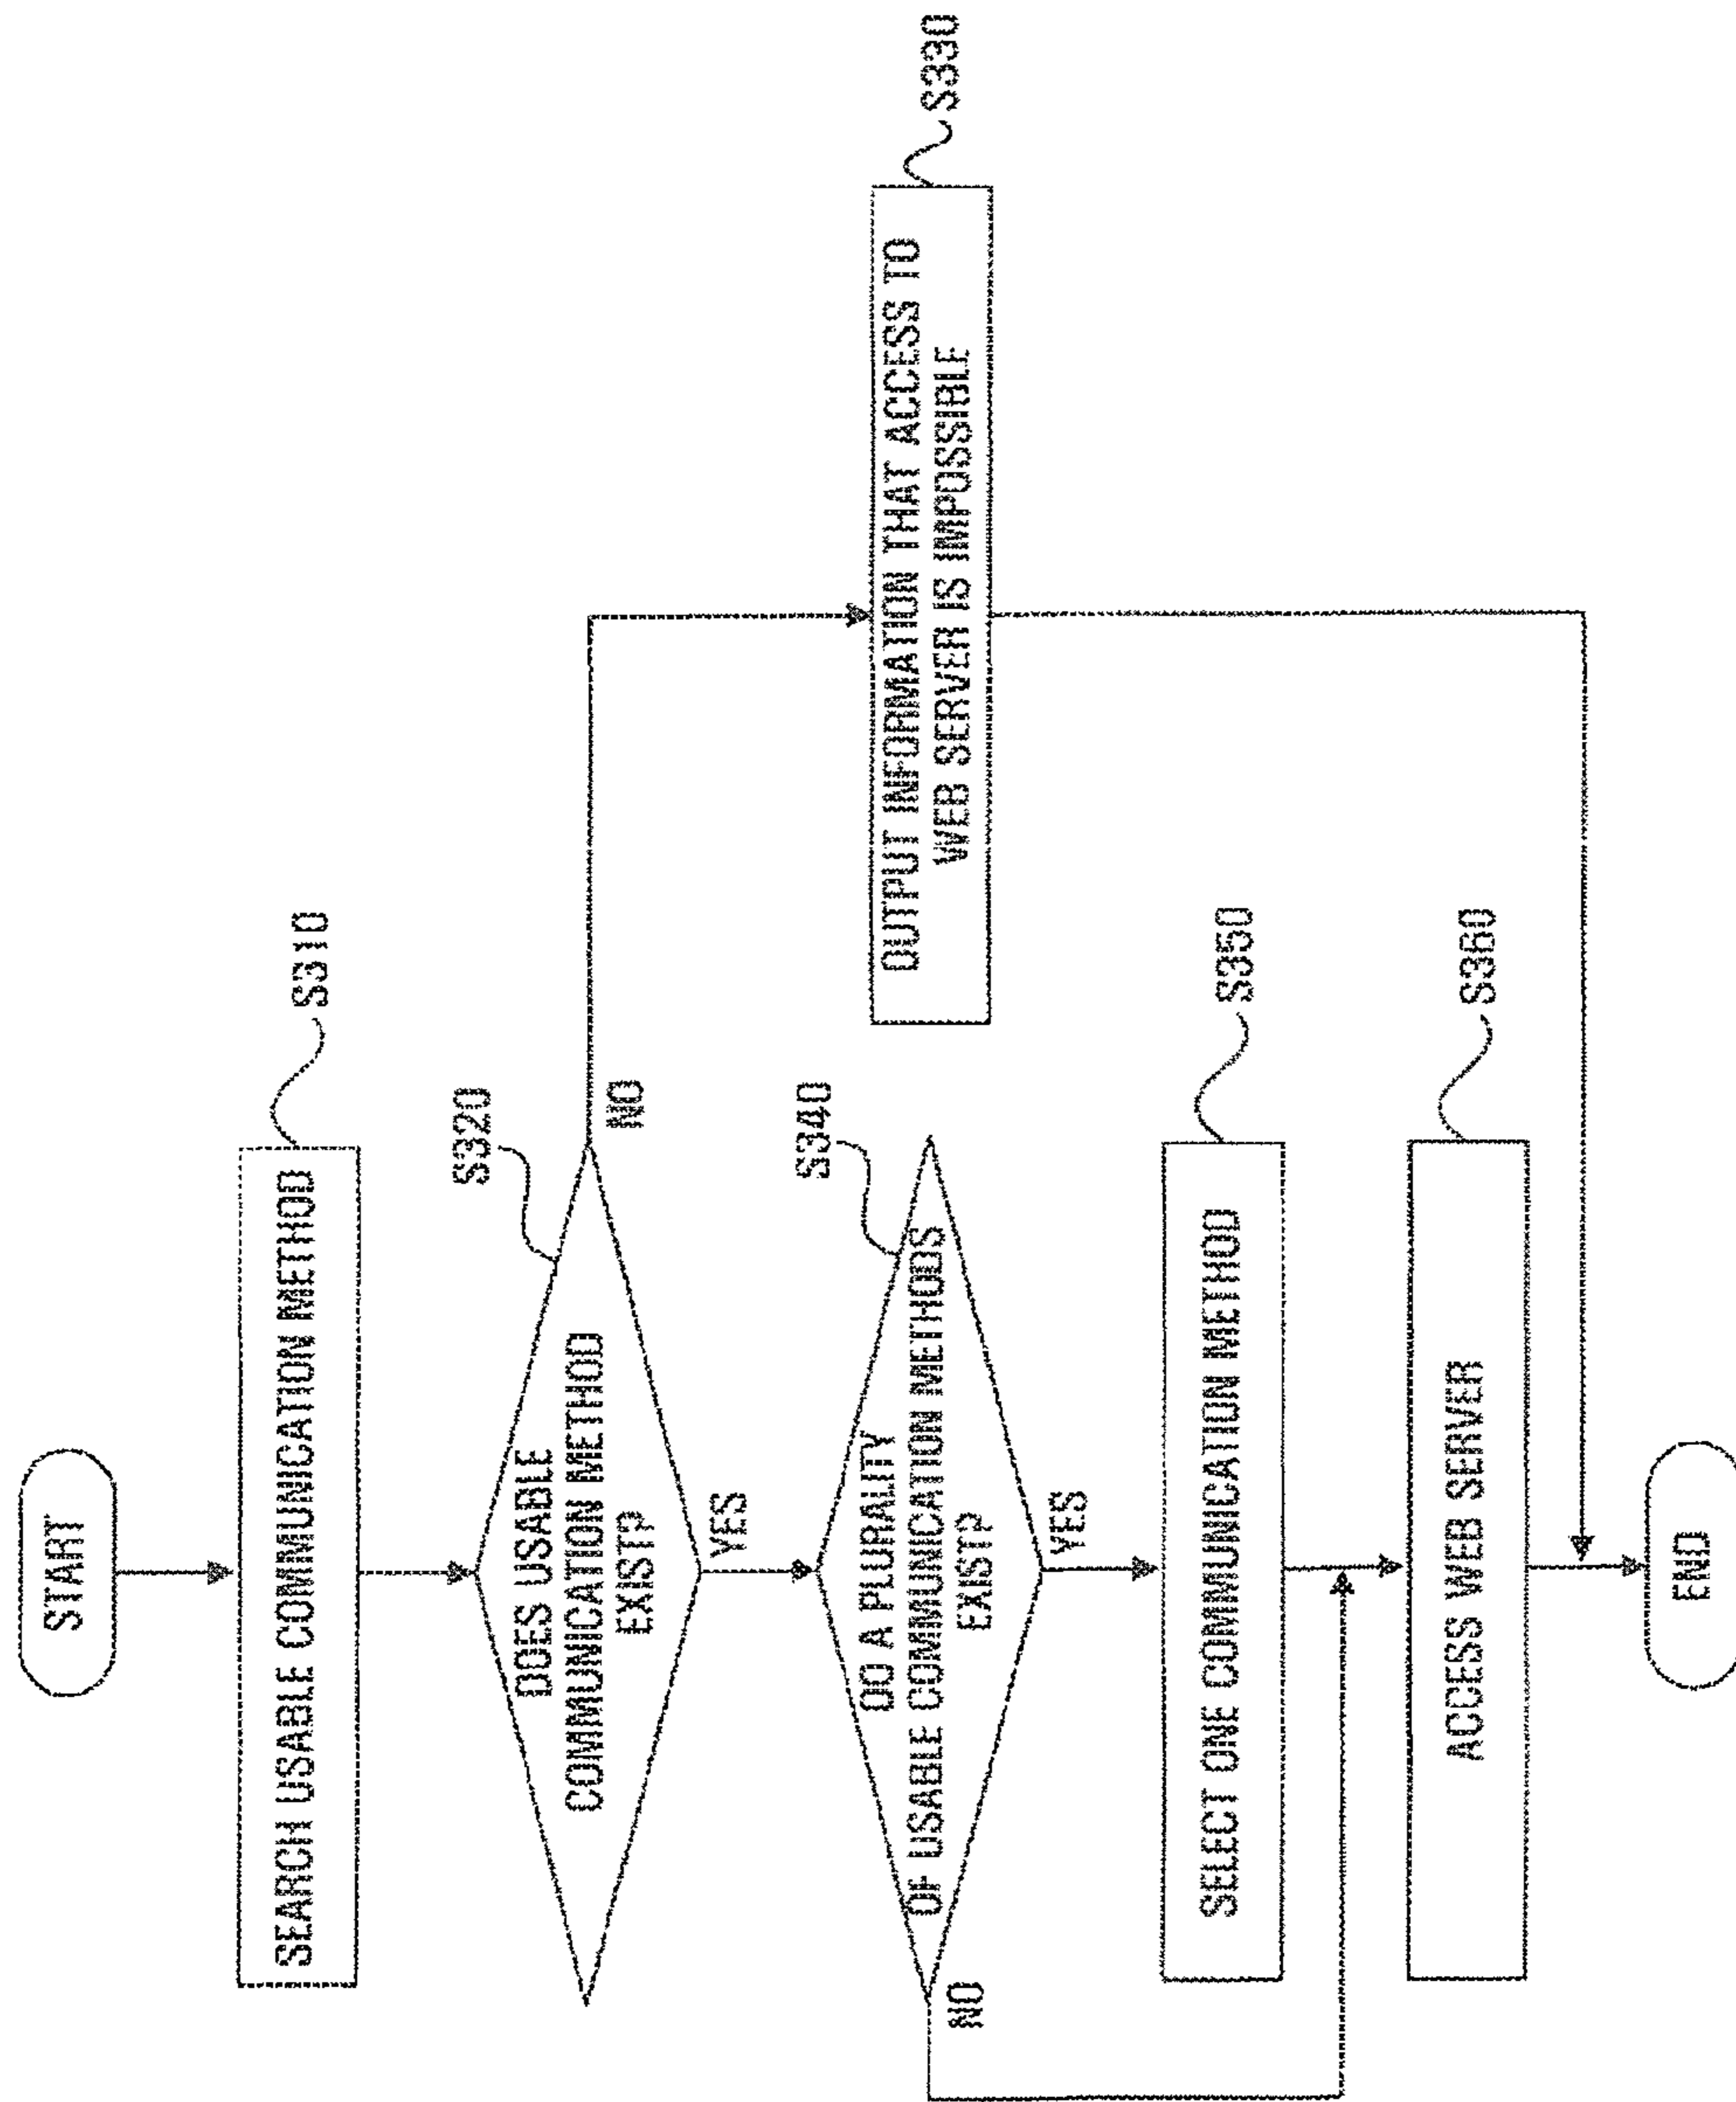 START
SEARCH USABLE COMMUNICATION METHOD
S310
DOES USABLE
COMMUNICATION METHOD
EXIST?
S320
NO
YES
OUTPUT INFORMATION THAT ACCESS TO
WEB SERVER IS IMPOSSIBLE
S330
DO A PLURALITY
OF USABLE COMMUNICATION METHODS
EXIST?
S340
NO
YES
SELECT ONE COMMUNICATION METHOD
S350
ACCESS WEB SERVER
S360
END